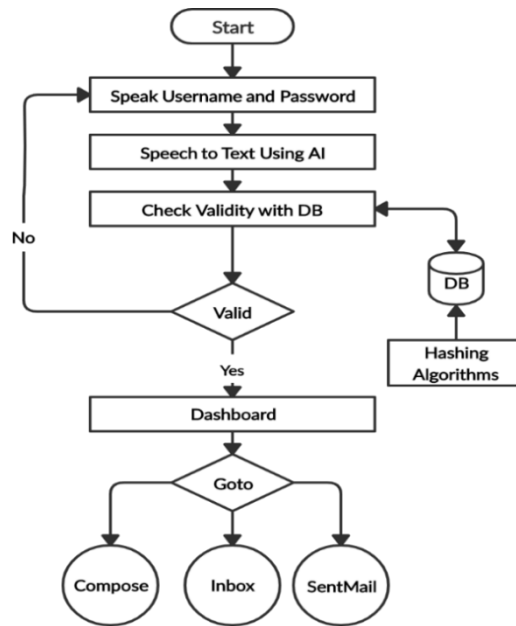 Start
Speak Username and Password
Speech to Text Using AI
Check Validity with DB
No
DB
Valid
Hashing
Algorithms
Yes
Dashboard
Goto
Compose
Inbox
SentMail